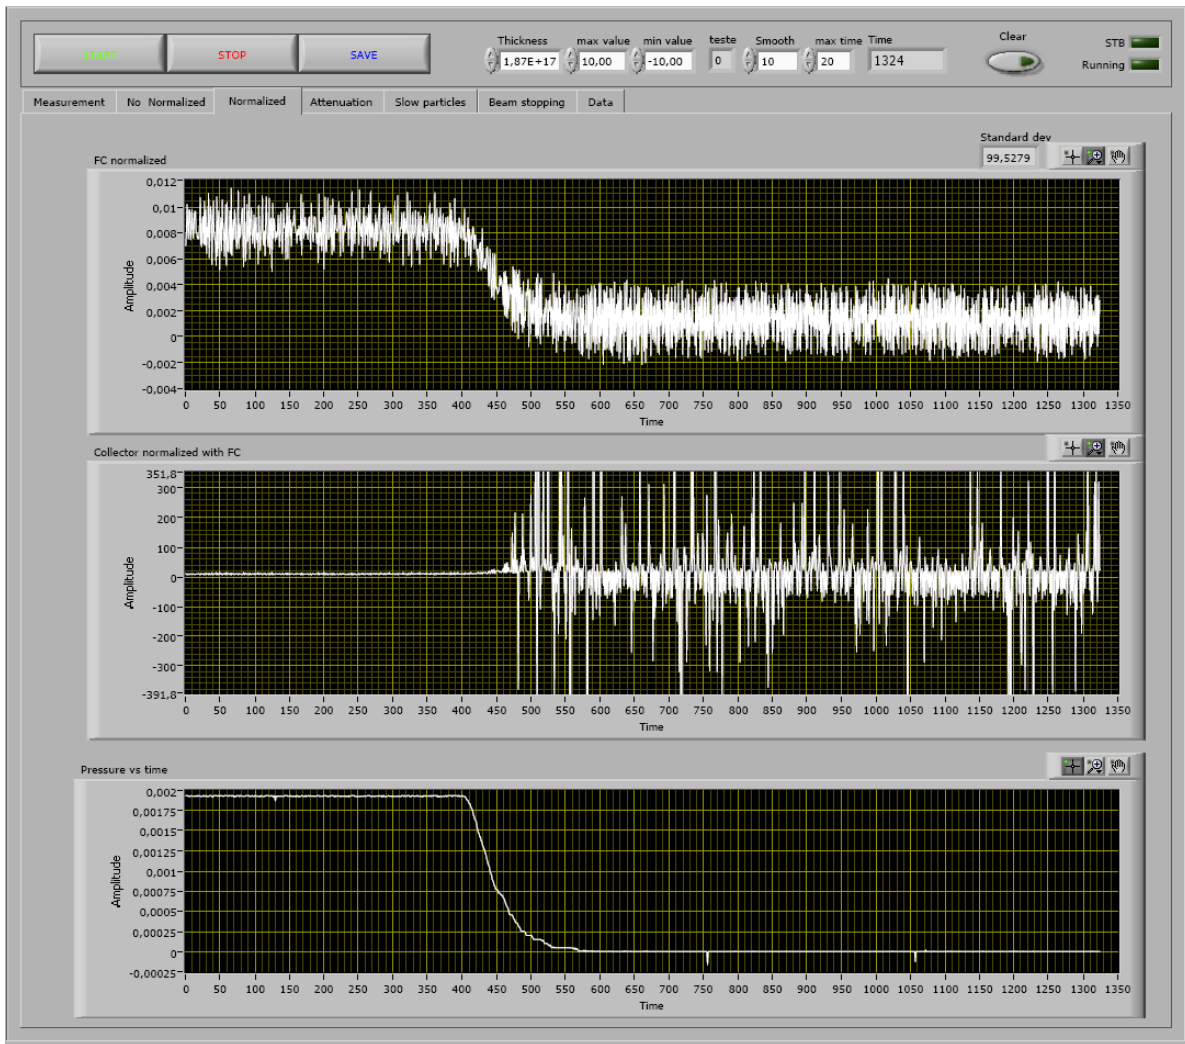 Thickness max value min value teste Smooth max time Time Clear
START STOP SAVE 1,87E+17 10,00 -10,00 0 10 20 1324
STB
Running
Measurement No Normalized Normalized Attenuation Slow particles Beam stopping Data
Standard dev
99,5279
FC normalized
Amplitude
0,012
0,01
0,008
0,006
0,004
0,002
0
-0,002
-0,004
0 50 100 150 200 250 300 350 400 450 500 550 600 650 700 750 800 850 900 950 1000 1050 1100 1150 1200 1250 1300 1350
Time
Collector normalized with FC
Amplitude
351,8
300
200
100
0
-100
-200
-300
-391,8
0 50 100 150 200 250 300 350 400 450 500 550 600 650 700 750 800 850 900 950 1000 1050 1100 1150 1200 1250 1300 1350
Time
Pressure vs time
Amplitude
0,002
0,00175
0,0015
0,00125
0,001
0,00075
0,0005
0,00025
0
-0,00025
0 50 100 150 200 250 300 350 400 450 500 550 600 650 700 750 800 850 900 950 1000 1050 1100 1150 1200 1250 1300 1350
Time